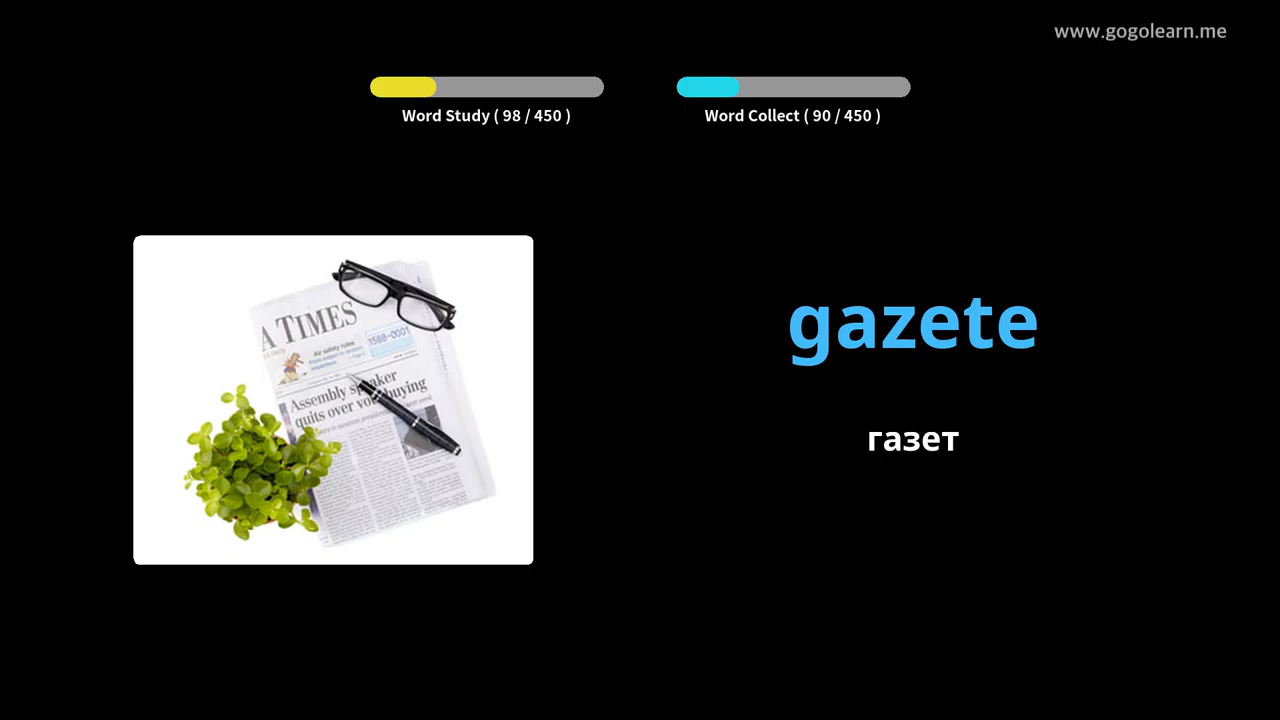 www.gogolearn.me
Word Study ( 98 / 450 )
Word Collect ( 90 / 450 )
A TIMES
Air safety rules
1588-0001
Assembly speaker
quits over vote buying
gazete
газет